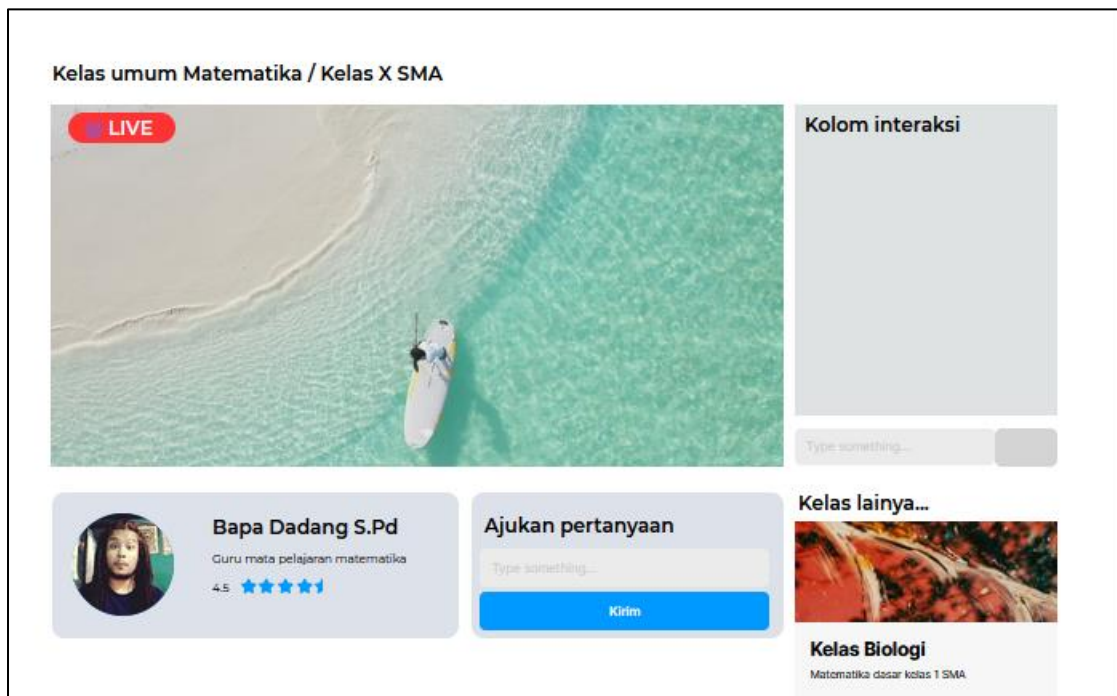 Kelas umum Matematika / Kelas X SMA
LIVE
Kolom interaksi
Type something...
Bapa Dadang S.Pd
Guru mata pelajaran matematika
4.5
Ajukan pertanyaan
Type something...
Kirim
Kelas lainya...
Kelas Biologi
Matematika dasar kelas 1 SMA